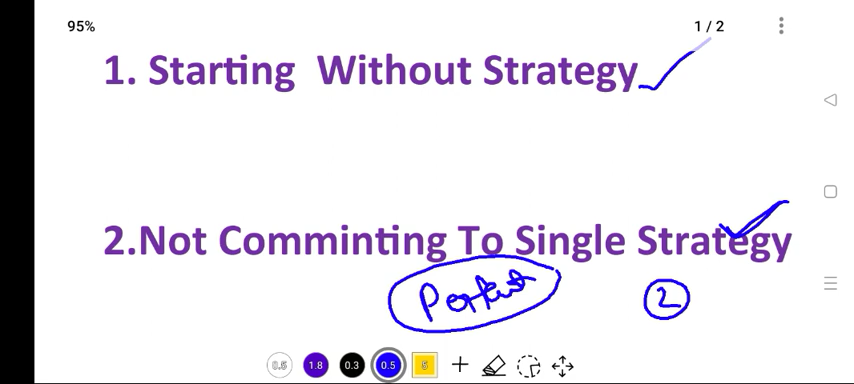 95%
1 / 2
1. Starting Without Strategy
2.Not Comminting To Single Strategy
2
0.5 1.8 0.3 0.5 5